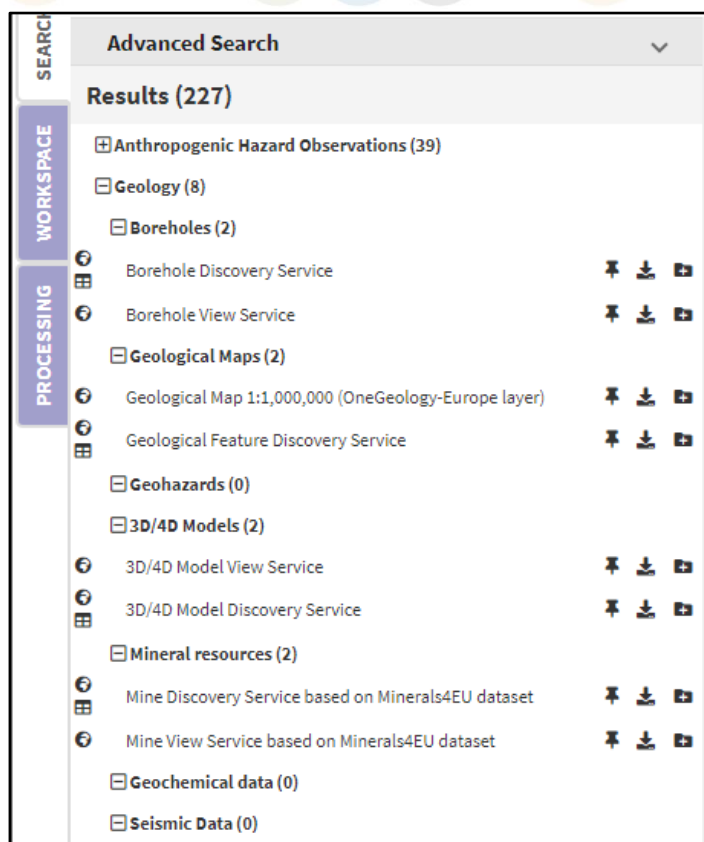 SEARCH
WORKSPACE
PROCESSING
Advanced Search
Results (227)
Anthropogenic Hazard Observations (39)
Geology (8)
Boreholes (2)
Borehole Discovery Service
Borehole View Service
Geological Maps (2)
Geological Map 1:1,000,000 (OneGeology-Europe layer)
Geological Feature Discovery Service
Geohazards (0)
3D/4D Models (2)
3D/4D Model View Service
3D/4D Model Discovery Service
Mineral resources (2)
Mine Discovery Service based on Minerals4EU dataset
Mine View Service based on Minerals4EU dataset
Geochemical data (0)
Seismic Data (0)